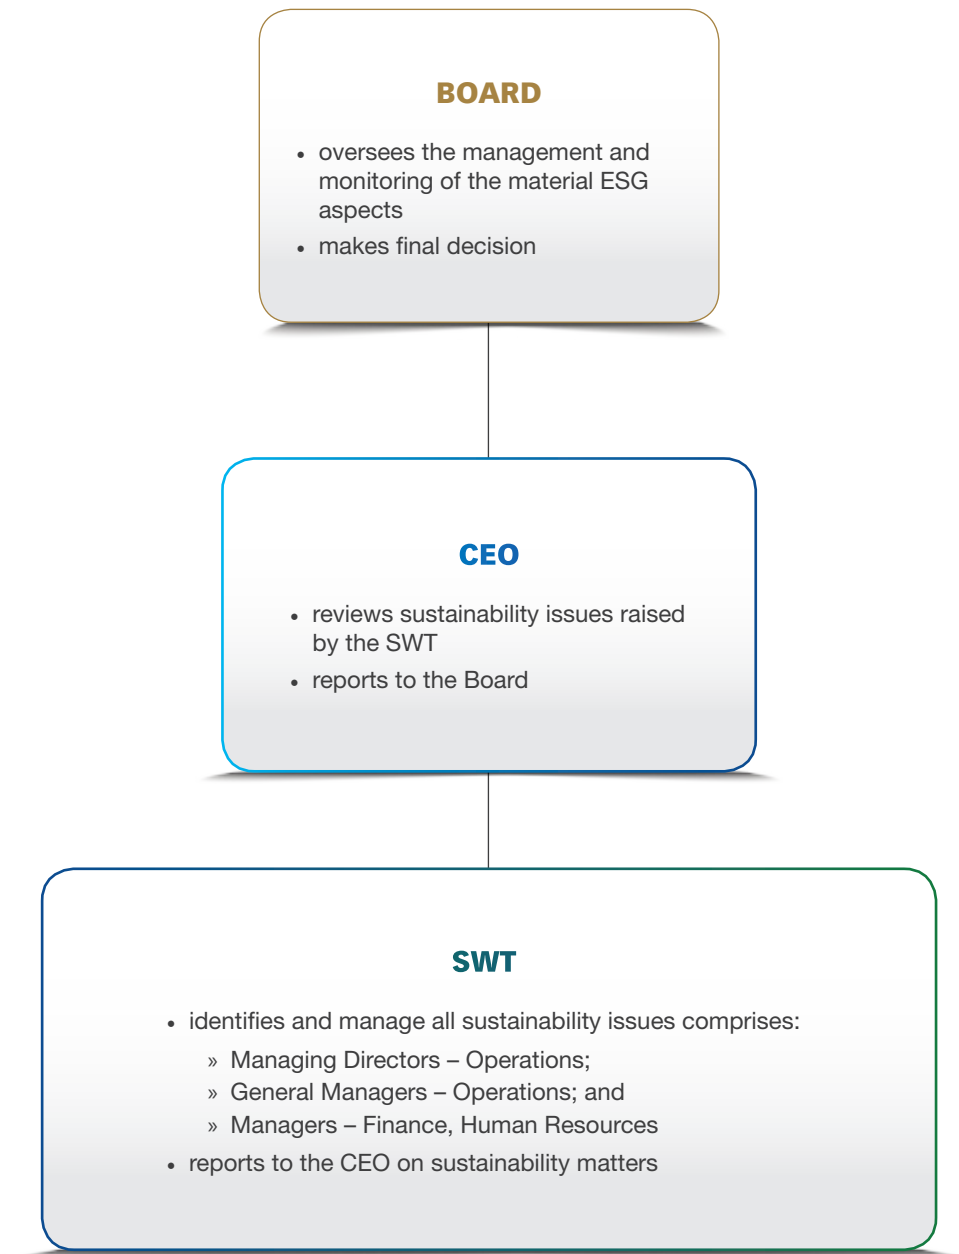 BOARD
• oversees the management and
monitoring of the material ESG
aspects
• makes final decision
CEO
• reviews sustainability issues raised
by the SWT
• reports to the Board
SWT
• identifies and manage all sustainability issues comprises:
» Managing Directors – Operations;
» General Managers – Operations; and
» Managers – Finance, Human Resources
• reports to the CEO on sustainability matters